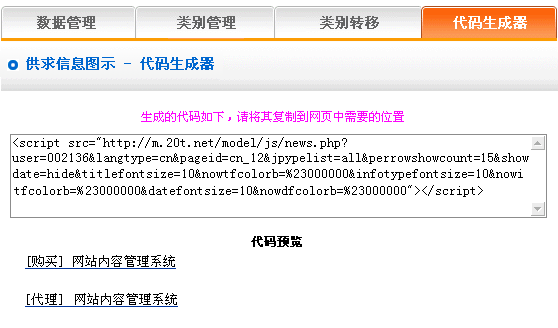 数据管理 类别管理 类别转移 代码生成器
供求信息图示 - 代码生成器
生成的代码如下,请将其复制到网页中需要的位置
<script src="http://m.20t.net/model/js/news.php?
user=002136&langtype=cn&pageid=cn_12&jpypelist=all&perrowshowcount=15&show
date=hide&titlefontsize=10&nowtfcolorb=%23000000&infotypefontsize=10&nowi
tfcolorb=%23000000&datefontsize=10&nowdfcolorb=%23000000"></script>
代码预览
[购买] 网站内容管理系统
[代理] 网站内容管理系统